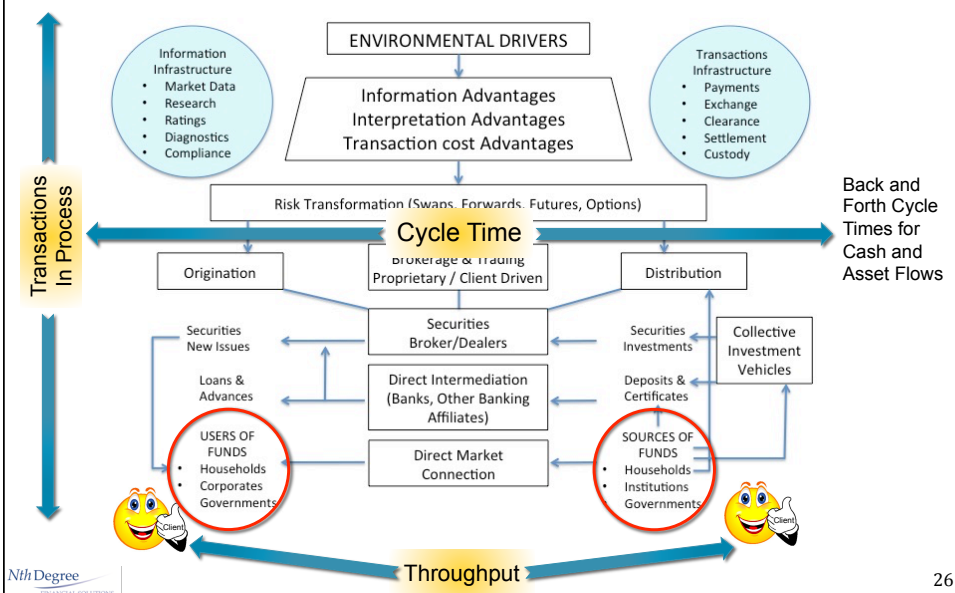 ENVIRONMENTAL DRIVERS
Information
Infrastructure
• Market Data
• Research
• Ratings
• Diagnostics
• Compliance
Information Advantages
Interpretation Advantages
Transaction cost Advantages
Transactions
Infrastructure
• Payments
• Exchange
• Clearance
• Settlement
• Custody
Transactions
In Process
Risk Transformation (Swaps, Forwards, Futures, Options)
Cycle Time
Back and
Forth Cycle
Times for
Cash and
Asset Flows
Origination
Brokerage & Trading
Proprietary / Client Driven
Distribution
Securities
New Issues
Securities
Broker/Dealers
Securities
Investments
Collective
Investment
Vehicles
Loans &
Advances
Direct Intermediation
(Banks, Other Banking
Affiliates)
Deposits &
Certificates
USERS OF
FUNDS
• Households
• Corporates
• Governments
Direct Market
Connection
SOURCES OF
FUNDS
• Households
• Institutions
• Governments
Client
Client
Throughput
Nth Degree
FINANCIAL SOLUTIONS
26